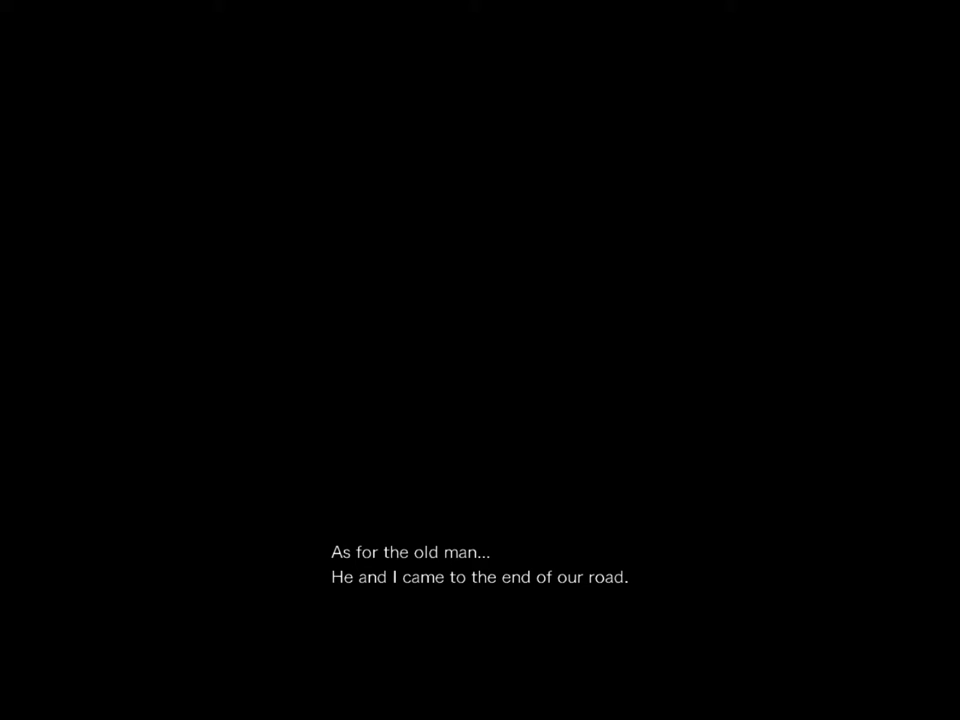 As for the old man...
He and I came to the end of our road.